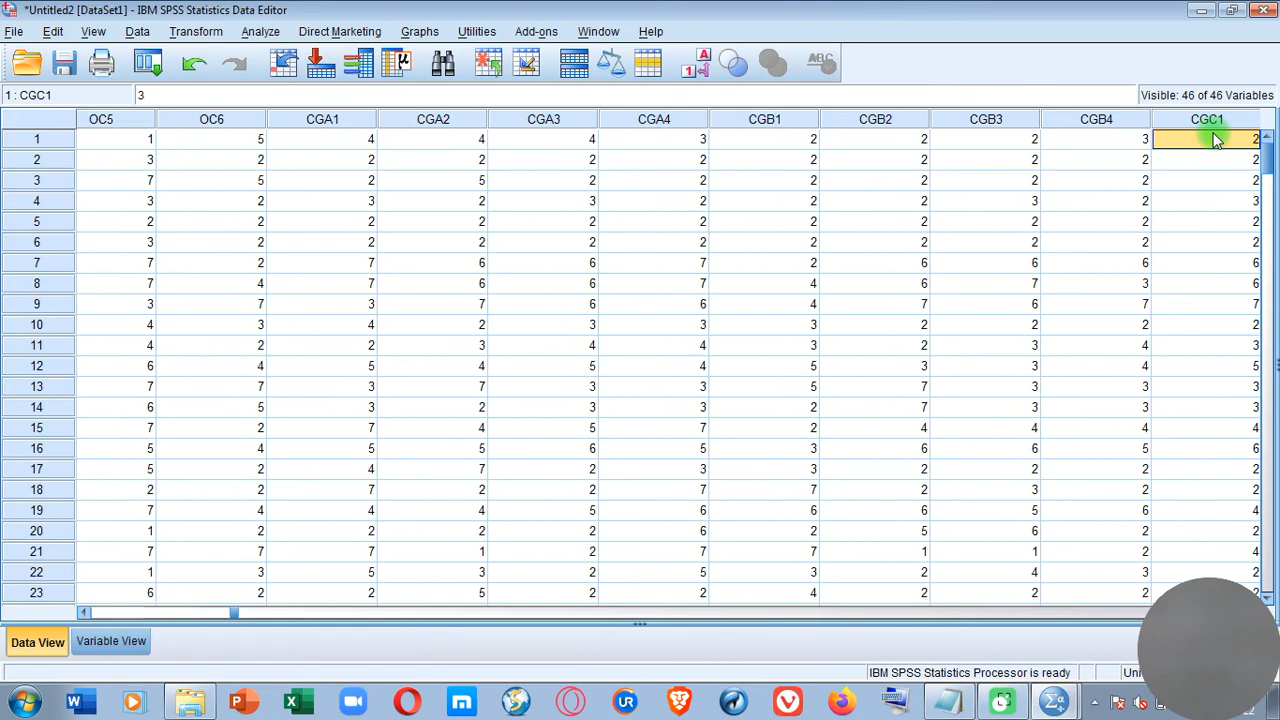 *Untitled2 [DataSet1] - IBM SPSS Statistics Data Editor
File Edit View Data Transform Analyze Direct Marketing Graphs Utilities Add-ons Window Help
1 : CGC1 3 Visible: 46 of 46 Variables
OC5 OC6 CGA1 CGA2 CGA3 CGA4 CGB1 CGB2 CGB3 CGB4 CGC1
1 1 5 4 4 4 3 2 2 2 3 2
2 3 2 2 2 2 2 2 2 2 2 2
3 7 5 2 5 2 2 2 2 2 2 2
4 3 2 3 2 3 2 2 2 3 2 3
5 2 2 2 2 2 2 2 2 2 2 2
6 3 2 2 2 2 2 2 2 2 2 2
7 7 2 7 6 6 7 2 6 6 6 6
8 7 4 7 6 6 7 4 6 7 3 6
9 3 7 3 7 6 6 4 7 6 7 7
10 4 3 4 2 3 3 3 2 2 2 2
11 4 2 2 3 4 4 3 2 3 4 3
12 6 4 5 4 5 4 5 3 3 4 5
13 7 7 3 7 3 3 5 7 3 3 3
14 6 5 3 2 3 3 2 7 3 3 3
15 7 2 7 4 5 7 2 4 4 4 4
16 5 4 5 5 6 5 3 6 6 5 6
17 5 2 4 7 2 3 3 2 2 2 2
18 2 2 7 2 2 7 7 2 3 2 2
19 7 4 4 4 5 6 6 6 5 6 4
20 1 2 2 2 2 6 2 5 6 2 2
21 7 7 7 1 2 7 7 1 1 2 4
22 1 3 5 3 2 5 3 2 4 3 2
23 6 2 2 5 2 2 4 2 2 2 2
Data View Variable View
IBM SPSS Statistics Processor is ready Uni